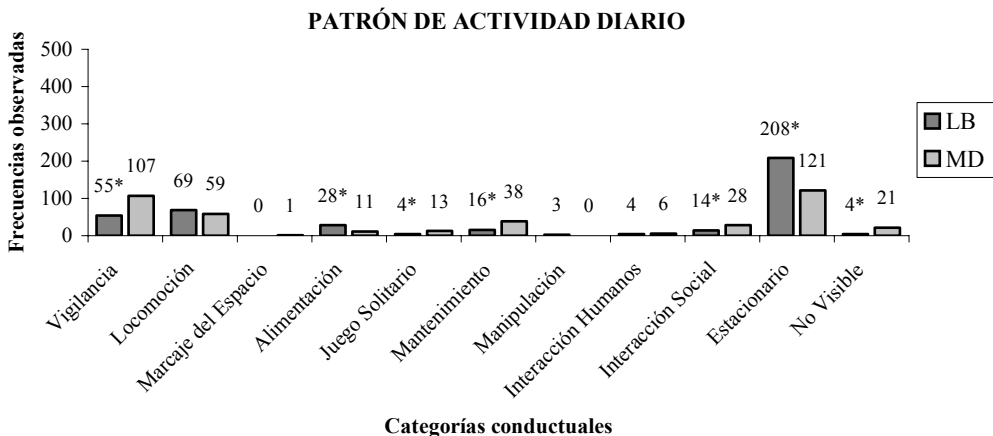 PATRÓN DE ACTIVIDAD DIARIO
Frecuencias observadas
500
400
300
200
100
0
55* 107 69 59 0 1 28* 11 4* 13 16* 38 3 0 4 6 14* 28 208* 121 4* 21
LB
MD
Vigilancia
Locomoción
Marcaje del Espacio
Alimentación
Juego Solitario
Mantenimiento
Manipulación
Interacción Humanos
Interacción Social
Estacionario
No Visible
Categorías conductuales